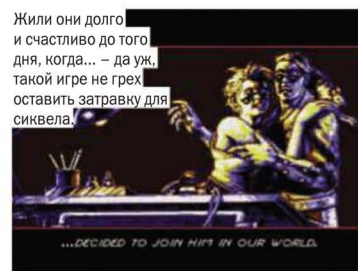 Жили они долго
и счастливо до того
дня, когда... – да уж,
такой игре не грех
оставить затравку для
сиквела.
...DECIDED TO JOIN HIM IN OUR WORLD.